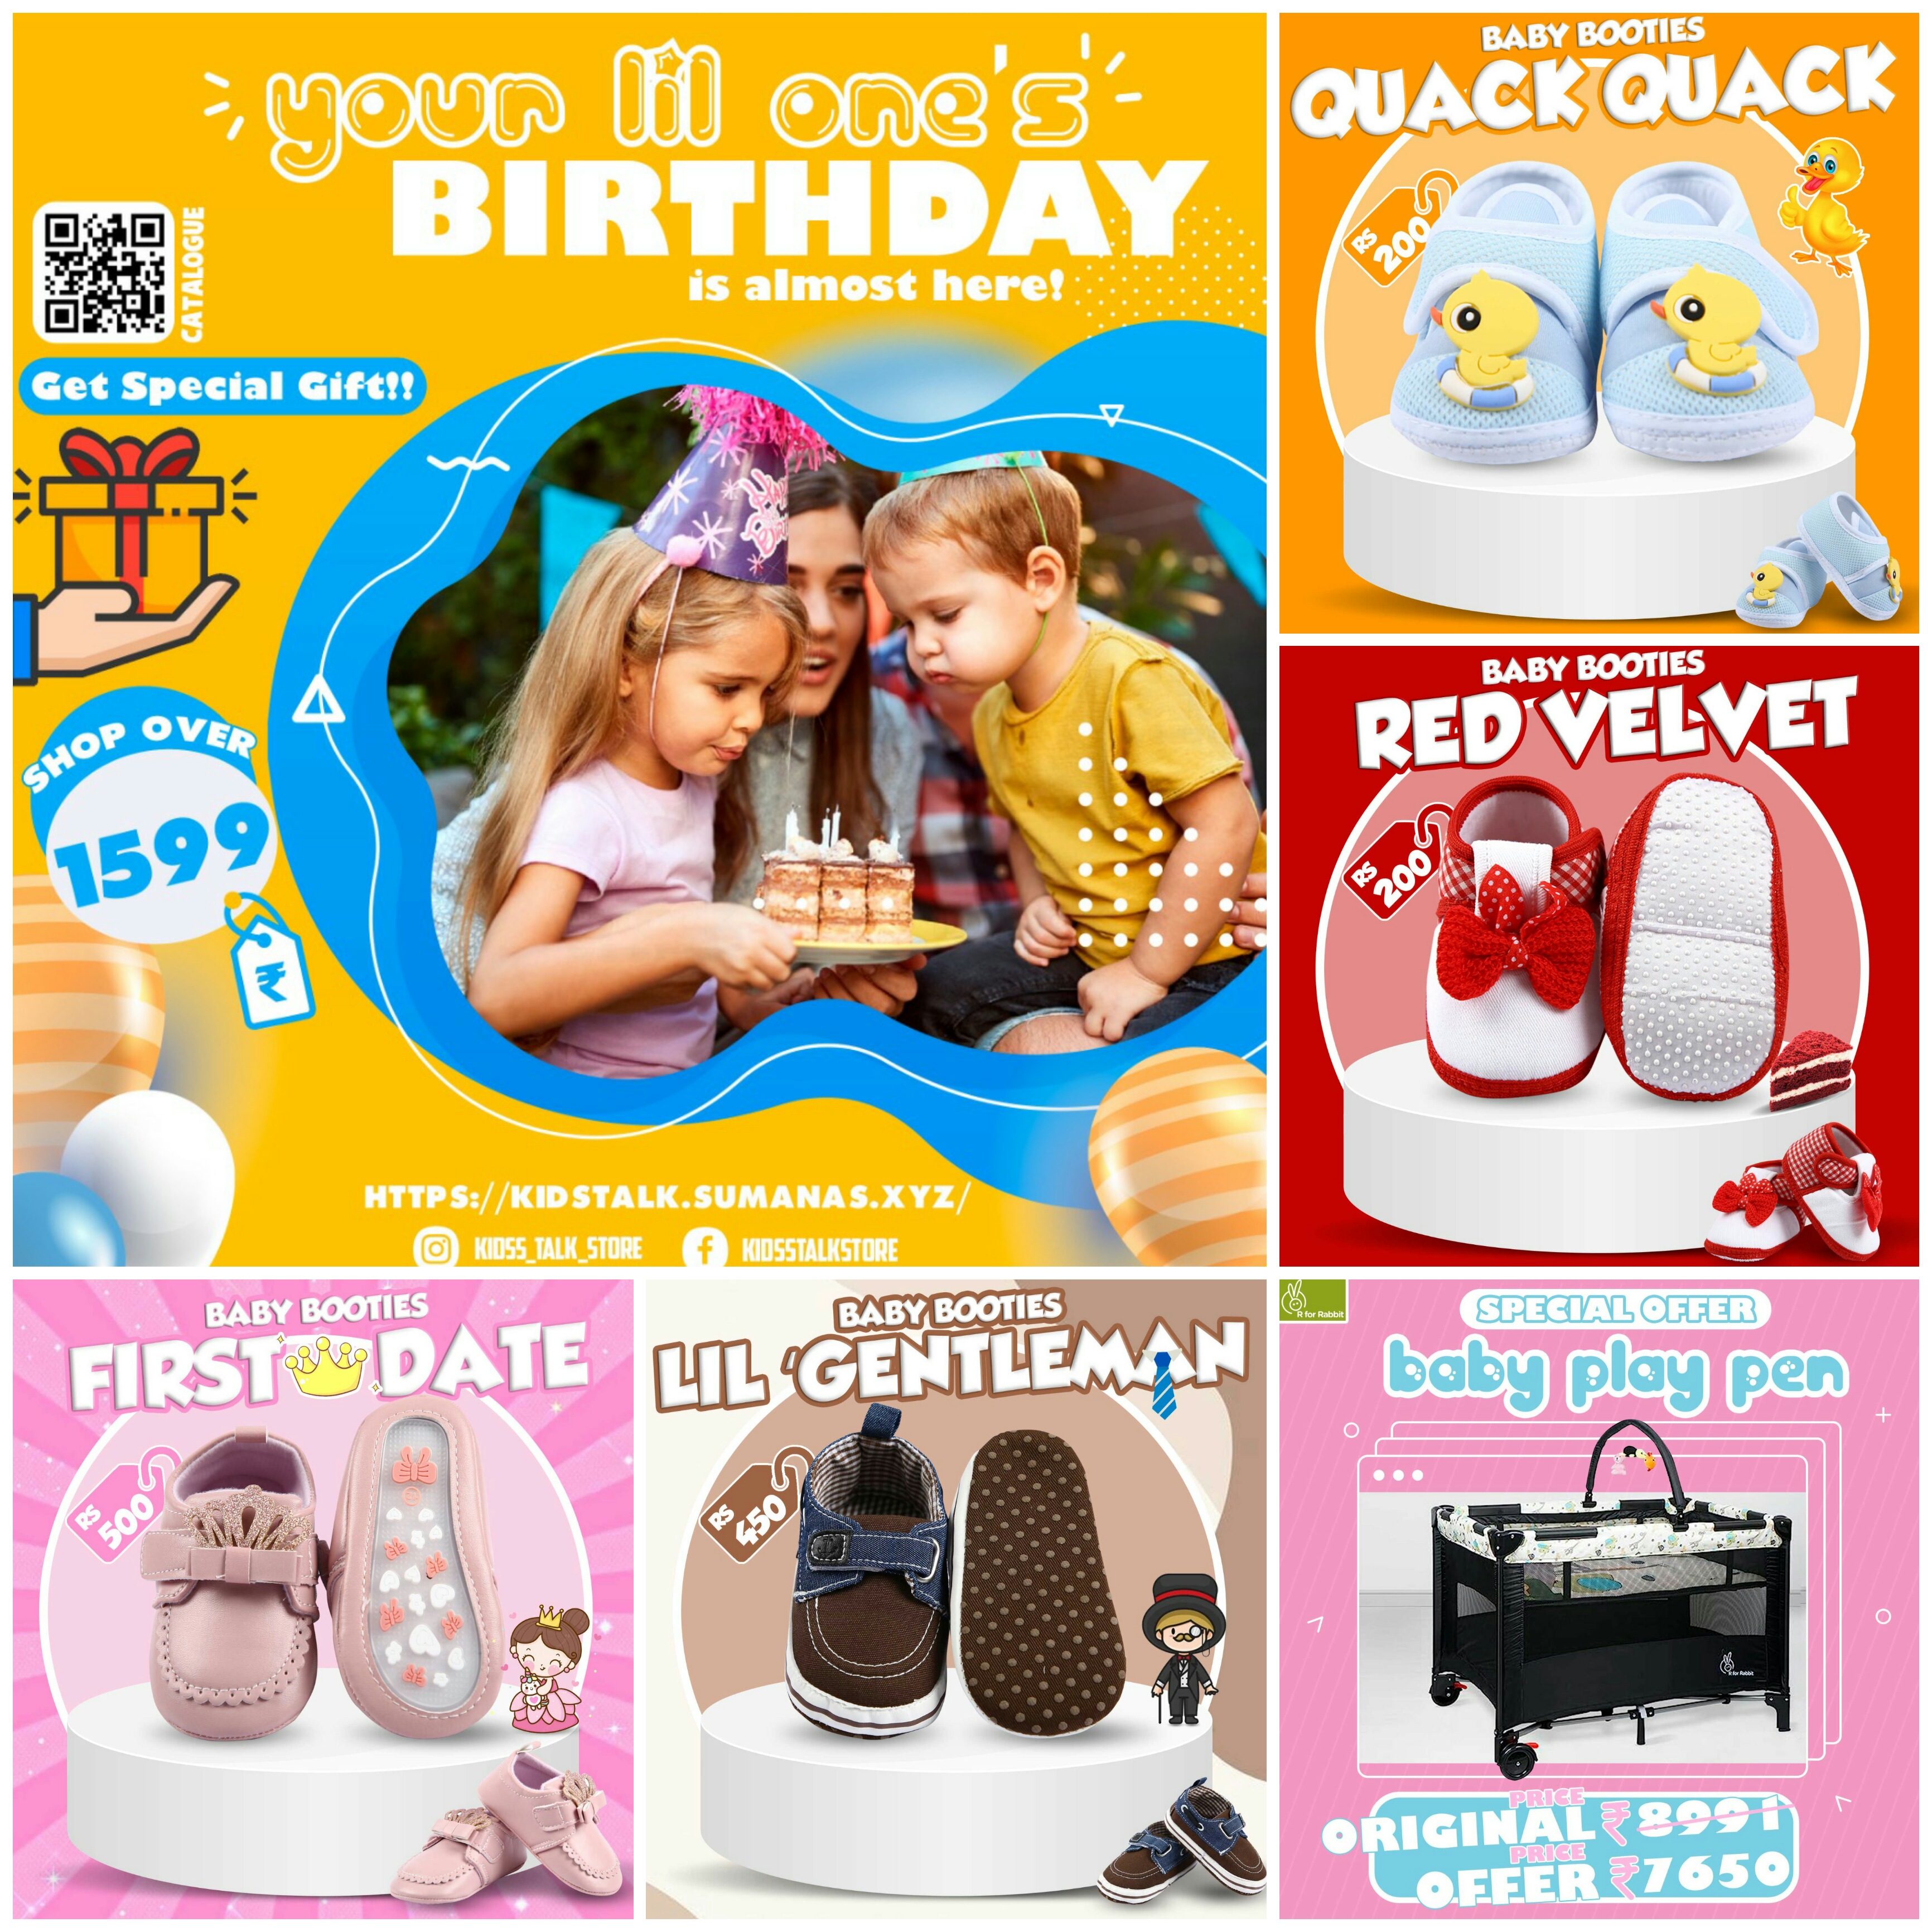 your lil one's
BIRTHDAY
is almost here!
CATALOGUE
Get Special Gift!!
SHOP OVER
1599
₹
HTTPS://KIDSTALK.SUMANAS.XYZ/
KIDSS_TALK_STORE
KIDSSTALKSTORE
BABY BOOTIES
QUACK QUACK
RS
200
BABY BOOTIES
RED VELVET
RS
200
BABY BOOTIES
FIRST DATE
RS
500
BABY BOOTIES
LIL 'GENTLEMAN
RS
450
R for Rabbit
SPECIAL OFFER
baby play pen
R for Rabbit
PRICE
ORIGINAL ₹8991
PRICE
OFFER ₹7650